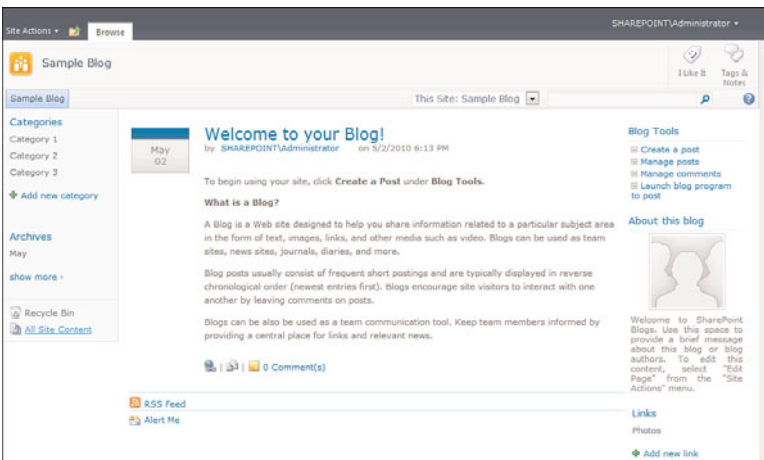 SHAREPOINT\Administrator
Site Actions
Browse
Sample Blog
I Like It
Tags & Notes
Sample Blog
This Site: Sample Blog
Categories
Category 1
Category 2
Category 3
Add new category
Archives
May
show more
Recycle Bin
All Site Content
May
02
Welcome to your Blog!
by SHAREPOINT\Administrator on 5/2/2010 6:13 PM
To begin using your site, click Create a Post under Blog Tools.
What is a Blog?
A Blog is a Web site designed to help you share information related to a particular subject area
in the form of text, images, links, and other media such as video. Blogs can be used as team
sites, news sites, journals, diaries, and more.
Blog posts usually consist of frequent short postings and are typically displayed in reverse
chronological order (newest entries first). Blogs encourage site visitors to interact with one
another by leaving comments on posts.
Blogs can be also be used as a team communication tool. Keep team members informed by
providing a central place for links and relevant news.
0 Comment(s)
RSS Feed
Alert Me
Blog Tools
Create a post
Manage posts
Manage comments
Launch blog program
to post
About this blog
Welcome to SharePoint
Blogs. Use this space to
provide a brief message
about this blog or blog
authors. To edit this
content, select "Edit
Page" from the "Site
Actions" menu.
Links
Photos
Add new link